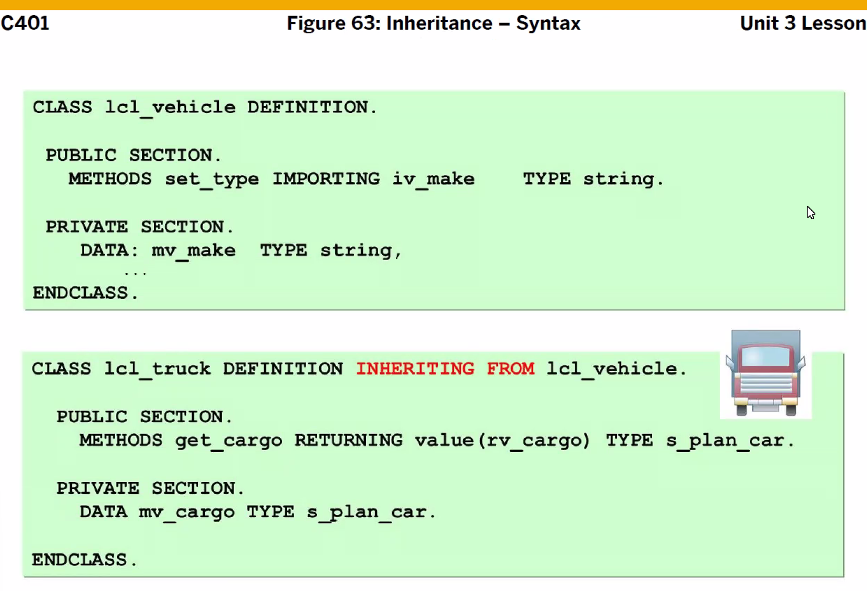 C401 Figure 63: Inheritance – Syntax Unit 3 Lesson
CLASS lcl_vehicle DEFINITION.
PUBLIC SECTION.
METHODS set_type IMPORTING iv_make TYPE string.
PRIVATE SECTION.
DATA: mv_make TYPE string,
...
ENDCLASS.
CLASS lcl_truck DEFINITION INHERITING FROM lcl_vehicle.
PUBLIC SECTION.
METHODS get_cargo RETURNING value(rv_cargo) TYPE s_plan_car.
PRIVATE SECTION.
DATA mv_cargo TYPE s_plan_car.
ENDCLASS.